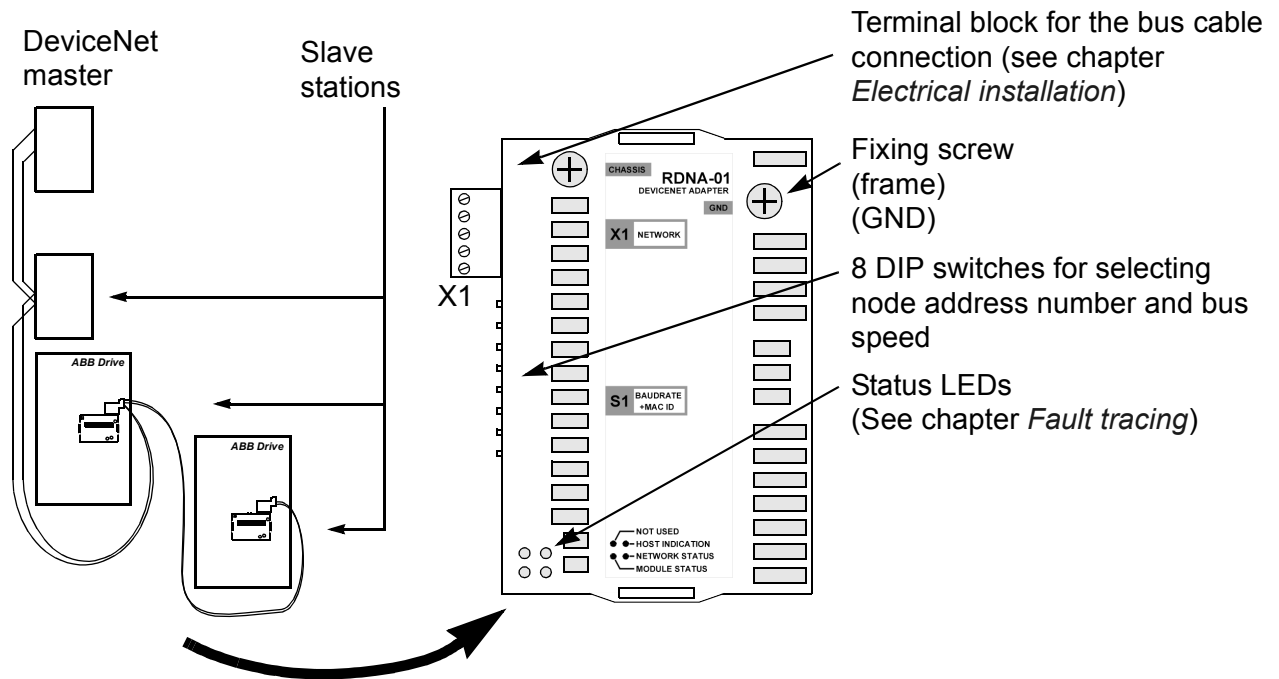 DeviceNet
master
Slave
stations
ABB Drive
ABB Drive
X1
CHASSIS
RDNA-01
DEVICENET ADAPTER
GND
X1 NETWORK
S1 BAUDRATE
+MAC ID
NOT USED
HOST INDICATION
NETWORK STATUS
MODULE STATUS
Terminal block for the bus cable
connection (see chapter
Electrical installation)
Fixing screw
(frame)
(GND)
8 DIP switches for selecting
node address number and bus
speed
Status LEDs
(See chapter Fault tracing)